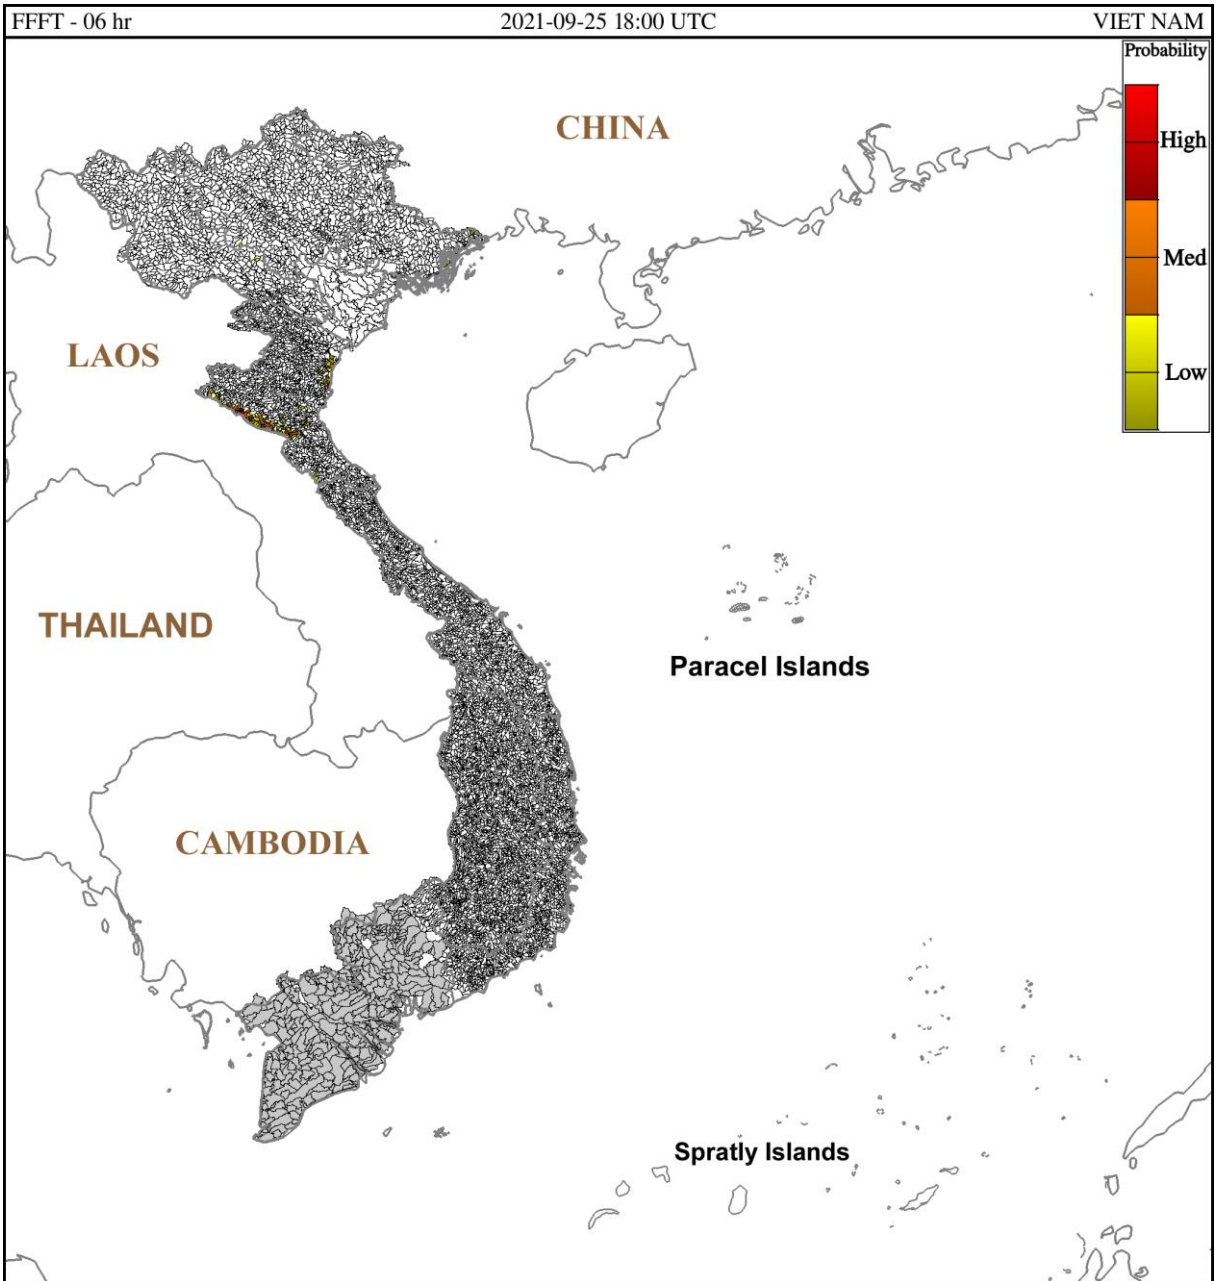 FFFT - 06 hr 2021-09-25 18:00 UTC VIET NAM
Probability
CHINA
High
Med
LAOS
Low
THAILAND
Paracel Islands
CAMBODIA
Spratly Islands